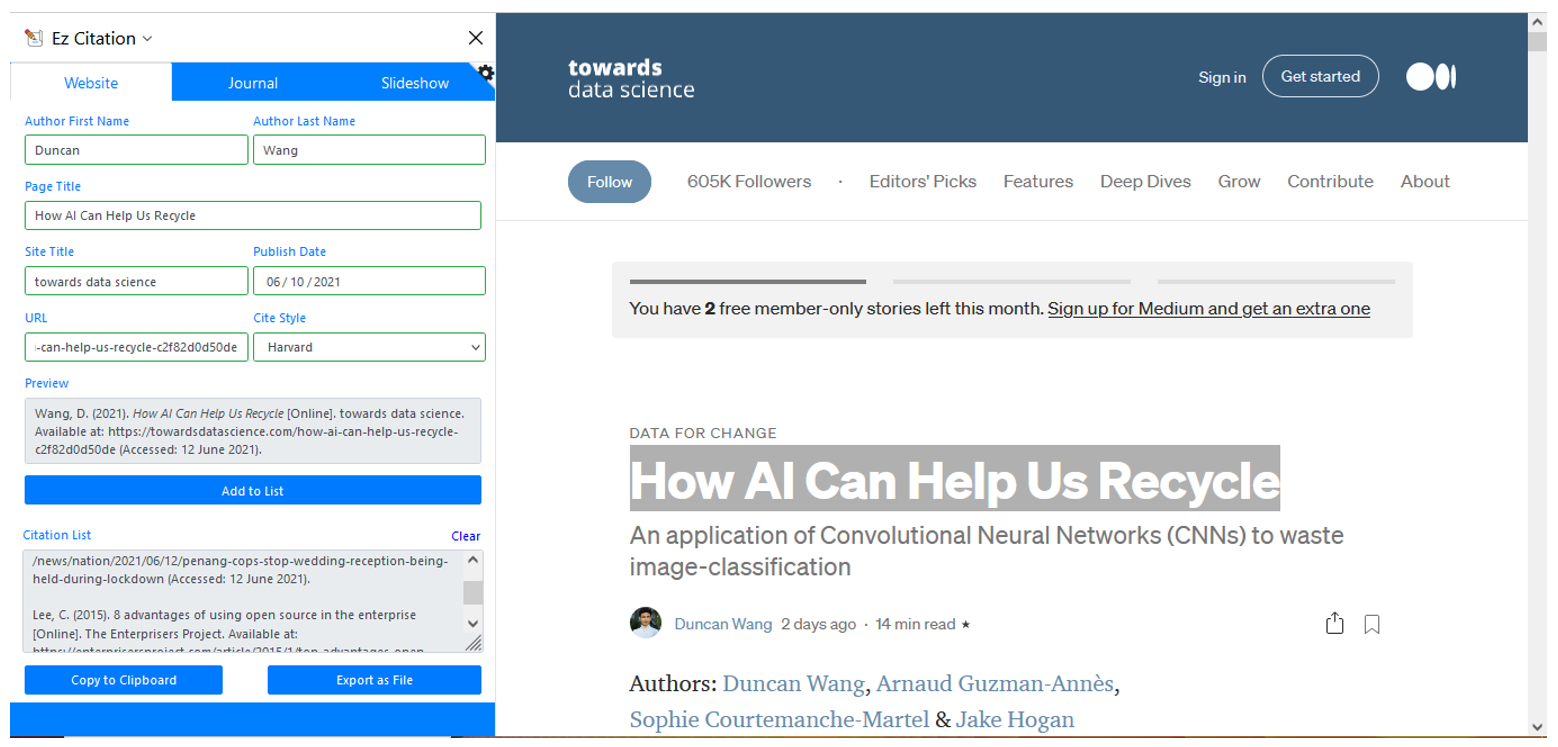 Ez Citation
Website
Journal
Slideshow
Author First Name
Author Last Name
Duncan
Wang
Page Title
How AI Can Help Us Recycle
Site Title
Publish Date
towards data science
06 / 10 / 2021
URL
Cite Style
-can-help-us-recycle-c2f82d0d50de
Harvard
Preview
Wang, D. (2021). How AI Can Help Us Recycle [Online]. towards data science.
Available at: https://towardsdatascience.com/how-ai-can-help-us-recycle-
c2f82d0d50de (Accessed: 12 June 2021).
Add to List
Citation List
Clear
/news/nation/2021/06/12/penang-cops-stop-wedding-reception-being-
held-during-lockdown (Accessed: 12 June 2021).
Lee, C. (2015). 8 advantages of using open source in the enterprise
[Online]. The Enterprisers Project. Available at:
https://enterprisersproject.com/article/2015/1/top-advantages-open-
Copy to Clipboard
Export as File
towards
data science
Sign in
Get started
Follow
605K Followers
·
Editors' Picks
Features
Deep Dives
Grow
Contribute
About
You have 2 free member-only stories left this month. Sign up for Medium and get an extra one
DATA FOR CHANGE
How AI Can Help Us Recycle
An application of Convolutional Neural Networks (CNNs) to waste
image-classification
Duncan Wang 2 days ago · 14 min read ★
Authors: Duncan Wang, Arnaud Guzman-Annès,
Sophie Courtemanche-Martel & Jake Hogan